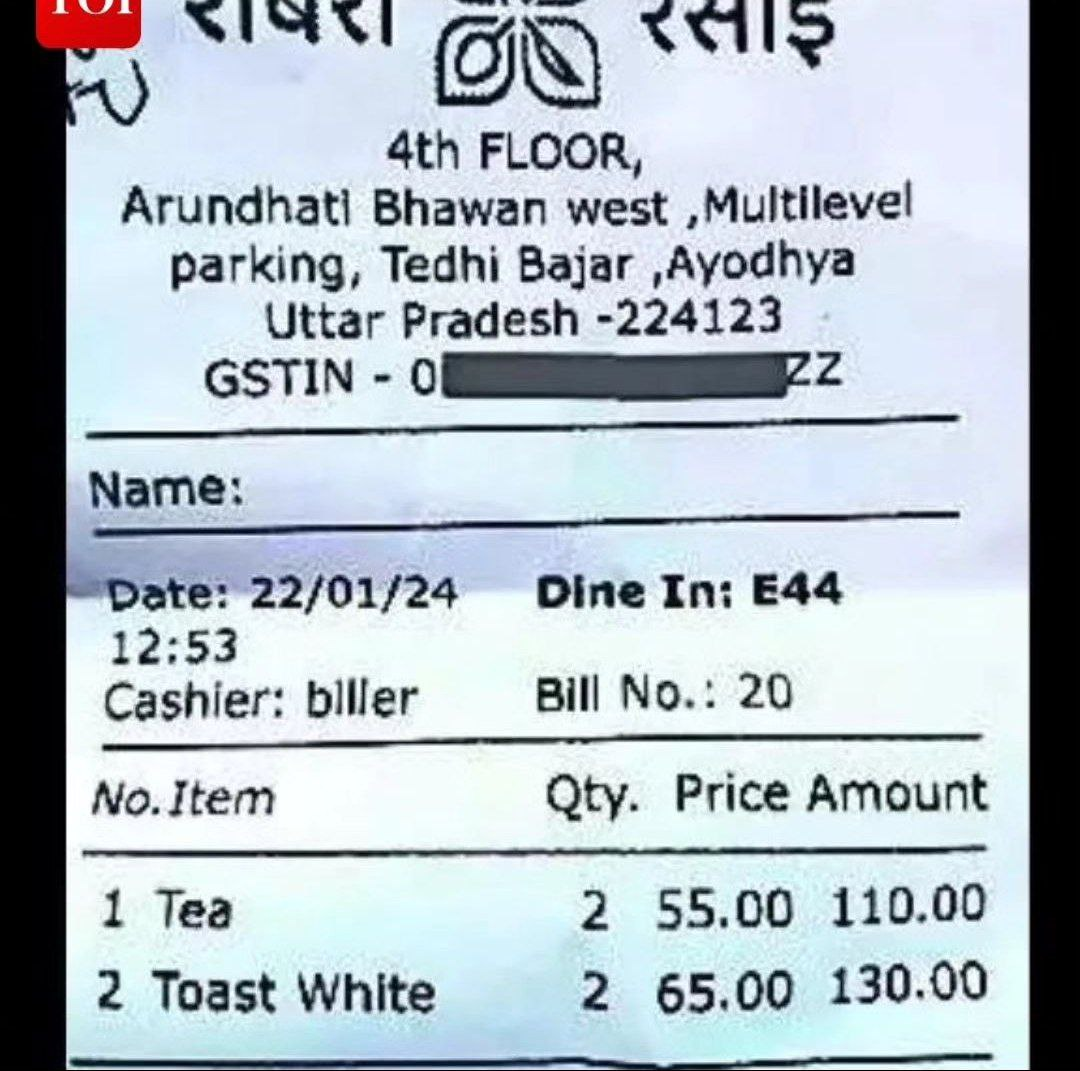 TOI
शबरी रसोई
4th FLOOR,
Arundhati Bhawan west ,Multilevel
parking, Tedhi Bajar ,Ayodhya
Uttar Pradesh -224123
GSTIN - 0 ZZ
Name:
Date: 22/01/24 Dine In: E44
12:53
Cashier: biller Bill No.: 20
No.Item Qty. Price Amount
1 Tea 2 55.00 110.00
2 Toast White 2 65.00 130.00